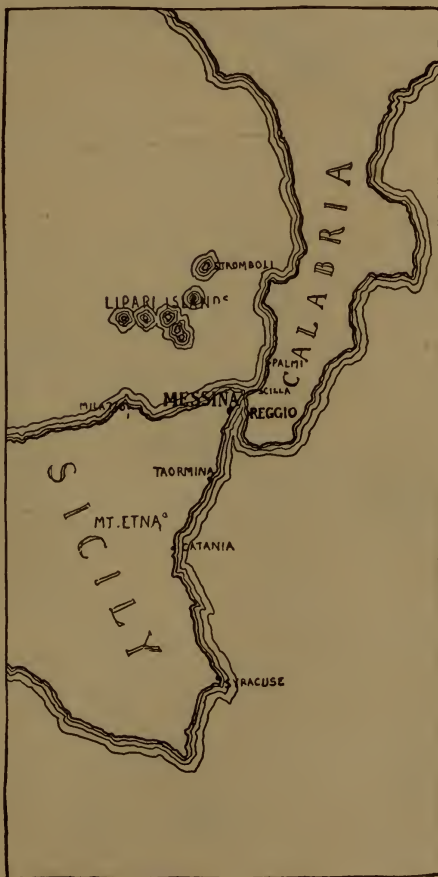 CALABRIA
STROMBOLI
LIPARI ISLANDS
PALMI
SCILLA
MESSINA
MILAZZO
REGGIO
TAORMINA
SICILY
MT. ETNA
CATANIA
SYRACUSE